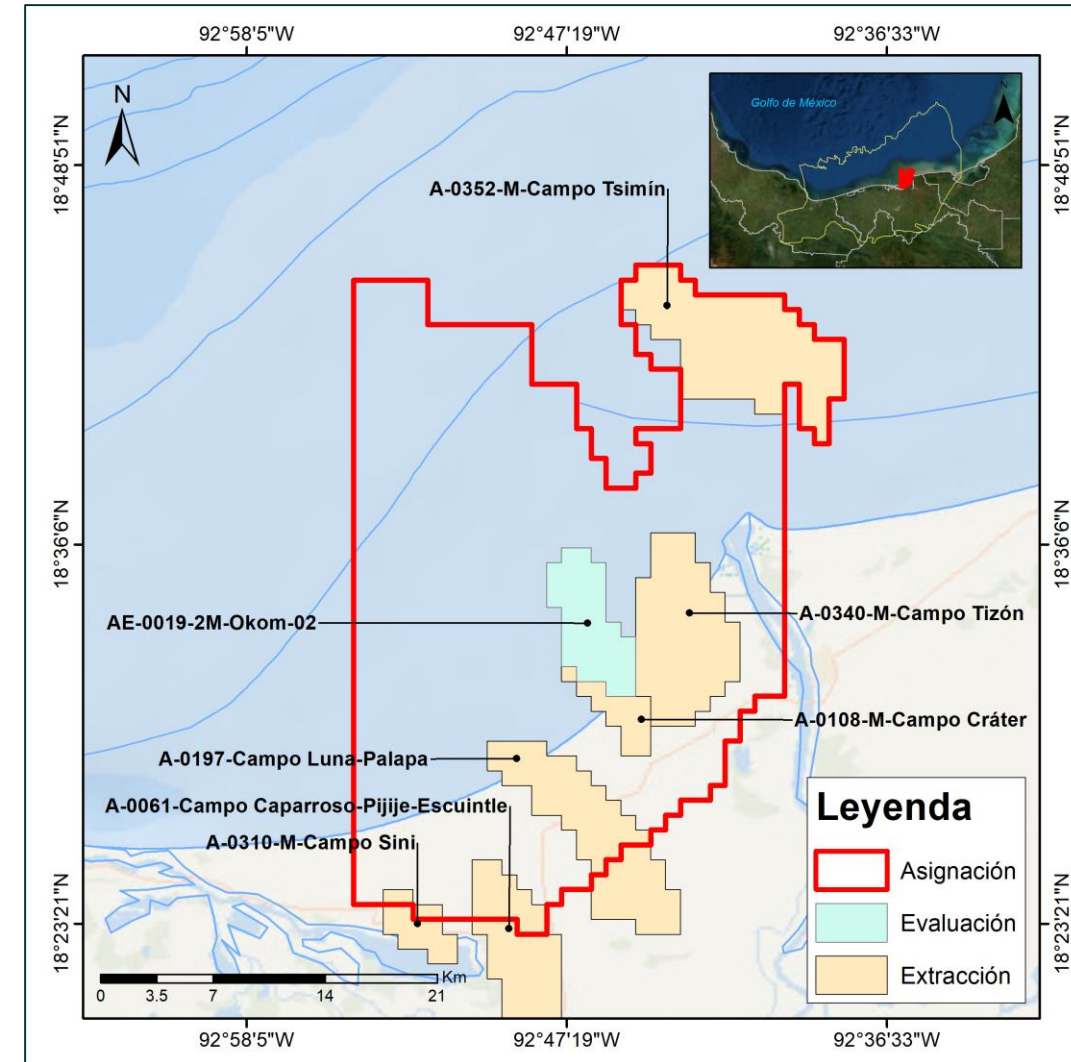 92°58'5"W
92°47'19"W
92°36'33"W
N
Golfo de México
18°48'51"N
18°48'51"N
A-0352-M-Campo Tsimín
18°36'6"N
18°36'6"N
AE-0019-2M-Okom-02
A-0340-M-Campo Tizón
A-0108-M-Campo Cráter
A-0197-Campo Luna-Palapa
A-0061-Campo Caparroso-Pijije-Escuintle
A-0310-M-Campo Sini
Leyenda
Asignación
Evaluación
Extracción
18°23'21"N
18°23'21"N
Km
0 3.5 7 14 21
92°58'5"W
92°47'19"W
92°36'33"W